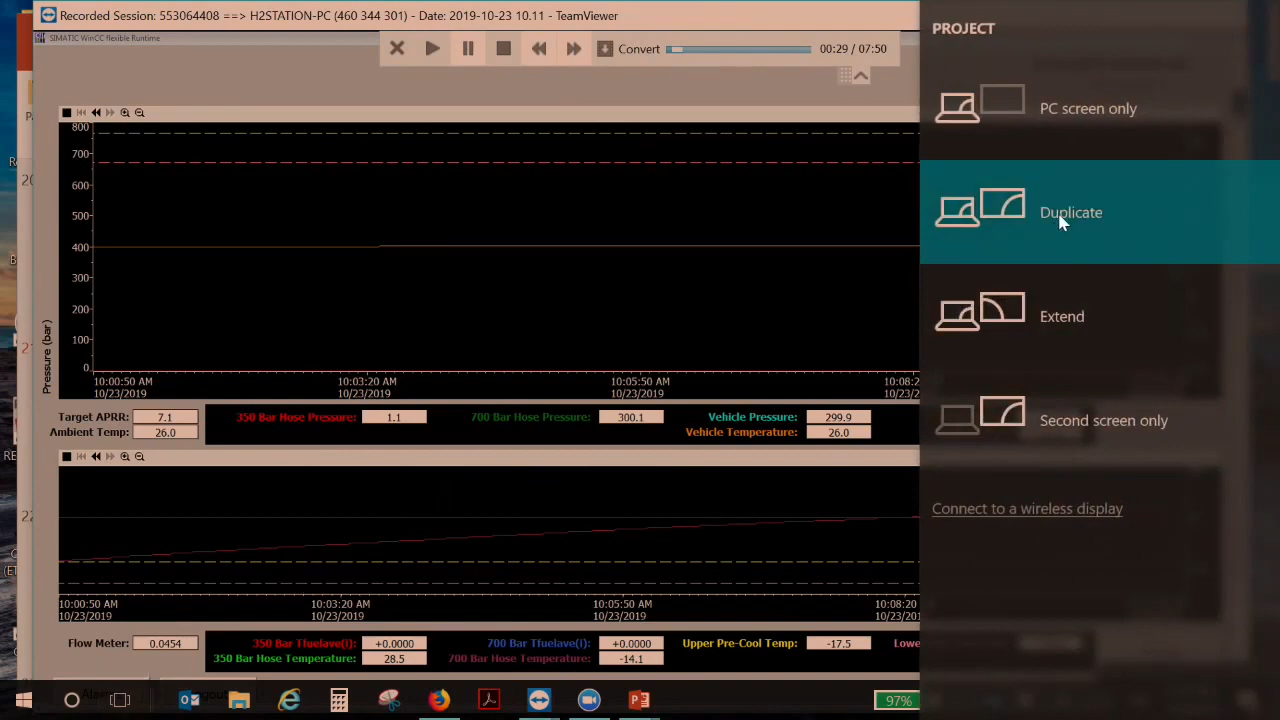 Recorded Session: 553064408 ==> H2STATION-PC (460 344 301) - Date: 2019-10-23 10.11 - TeamViewer
SIMATIC WinCC flexible Runtime
Convert 00:29 / 07:50
800
700
600
500
400
300
200
100
0
Pressure (bar)
10:00:50 AM 10:03:20 AM 10:05:50 AM 10:08:2
10/23/2019 10/23/2019 10/23/2019 10/23/
Target APRR: 7.1 350 Bar Hose Pressure: 1.1 700 Bar Hose Pressure: 300.1 Vehicle Pressure: 299.9
Ambient Temp: 26.0 Vehicle Temperature: 26.0
10:00:50 AM 10:03:20 AM 10:05:50 AM 10:08:20
10/23/2019 10/23/2019 10/23/2019 10/23/20
Flow Meter: 0.0454 350 Bar Tfuelave(i): +0.0000 700 Bar Tfuelave(i): +0.0000 Upper Pre-Cool Temp: -17.5 Lowe
350 Bar Hose Temperature: 28.5 700 Bar Hose Temperature: -14.1
97%
PROJECT
PC screen only
Duplicate
Extend
Second screen only
Connect to a wireless display